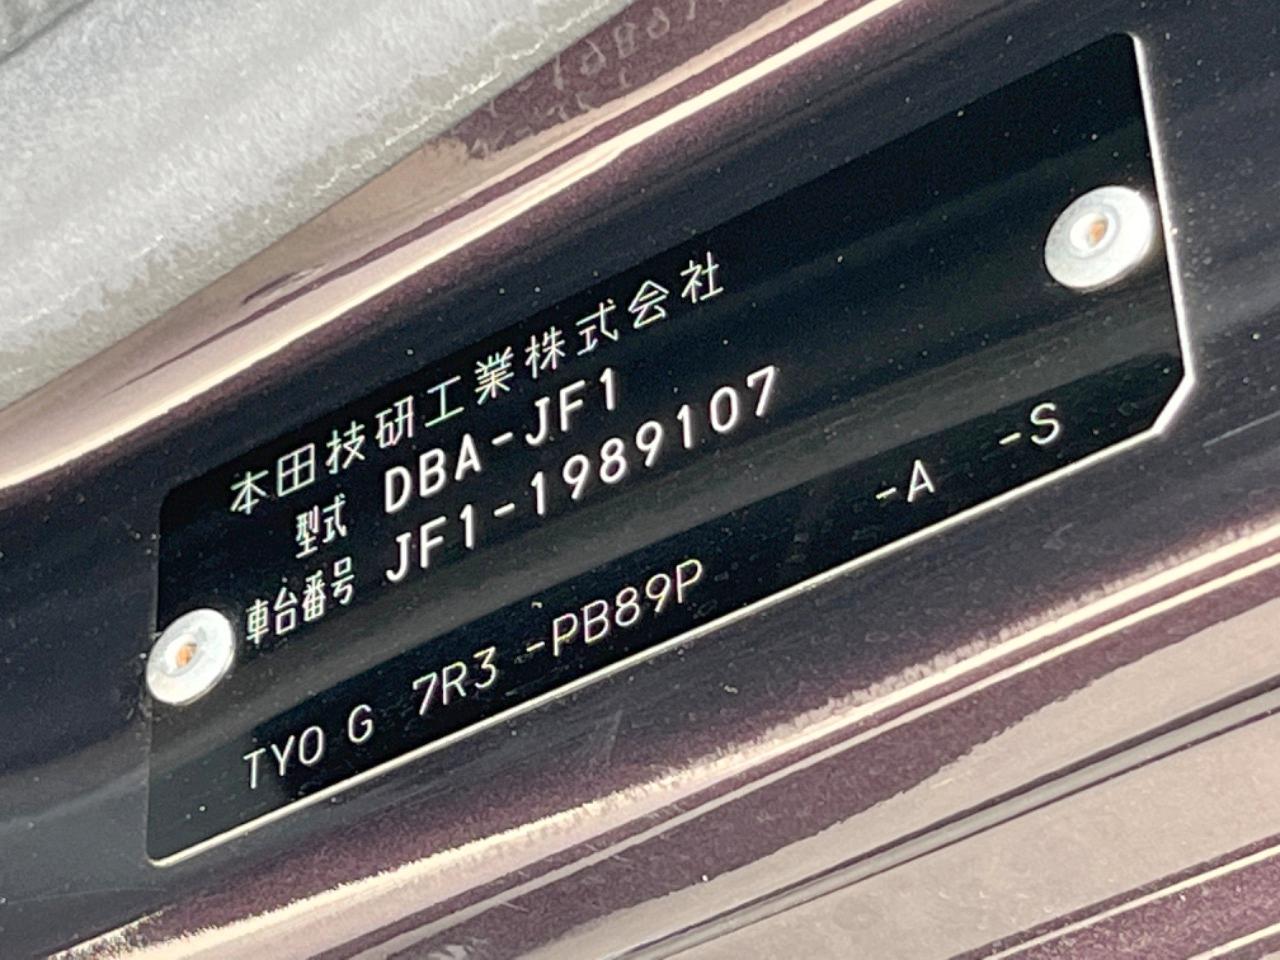 本田技研工業株式会社
型式 DBA-JF1
車台番号 JF1-1989107
TYO G 7R3 -PB89P -A -S